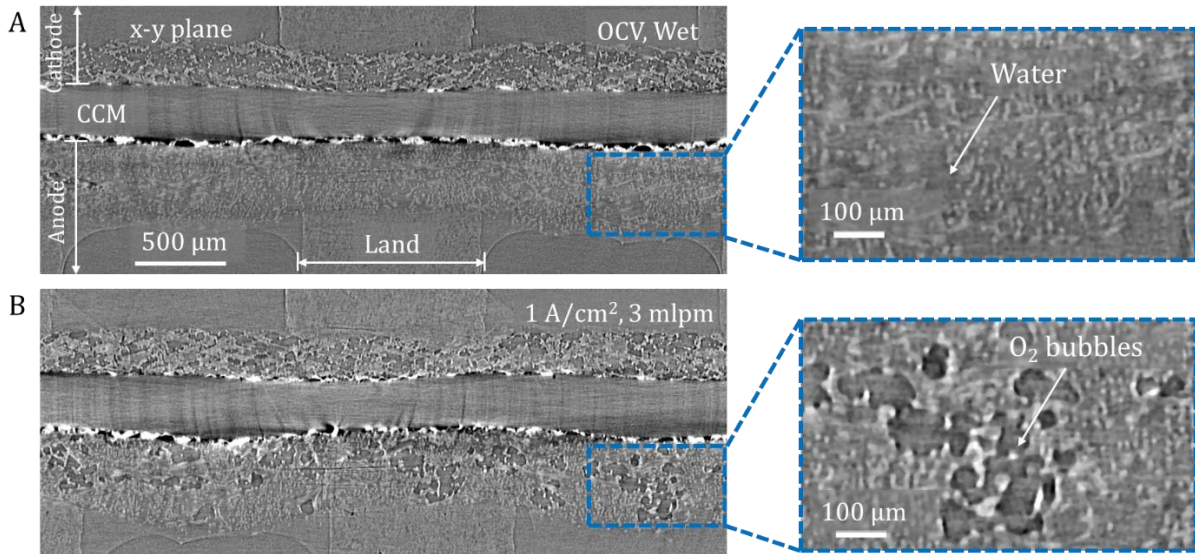 A
x-y plane
OCV, Wet
Cathode
CCM
Anode
500 μm
Land
Water
100 μm
B
1 A/cm², 3 mlpm
O₂ bubbles
100 μm